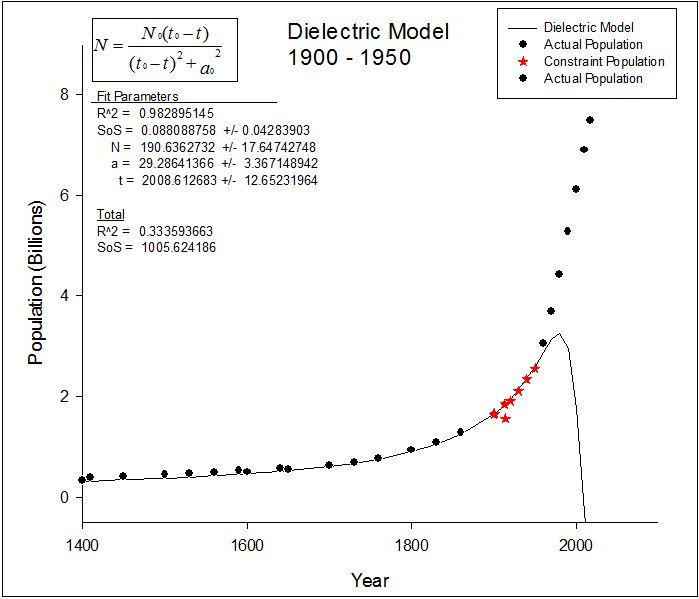 N = N₀(t₀ – t) / (t₀ – t)² + a₀²
Dielectric Model
1900 - 1950
Dielectric Model
Actual Population
Constraint Population
Actual Population
Fit Parameters
R^2 = 0.982895145
SoS = 0.088088758 +/- 0.04283903
N = 190.6362732 +/- 17.64742748
a = 29.28641366 +/- 3.367148942
t = 2008.612683 +/- 12.65231964
Total
R^2 = 0.333593663
SoS = 1005.624186
Population (Billions)
8
6
4
2
0
1400 1600 1800 2000
Year